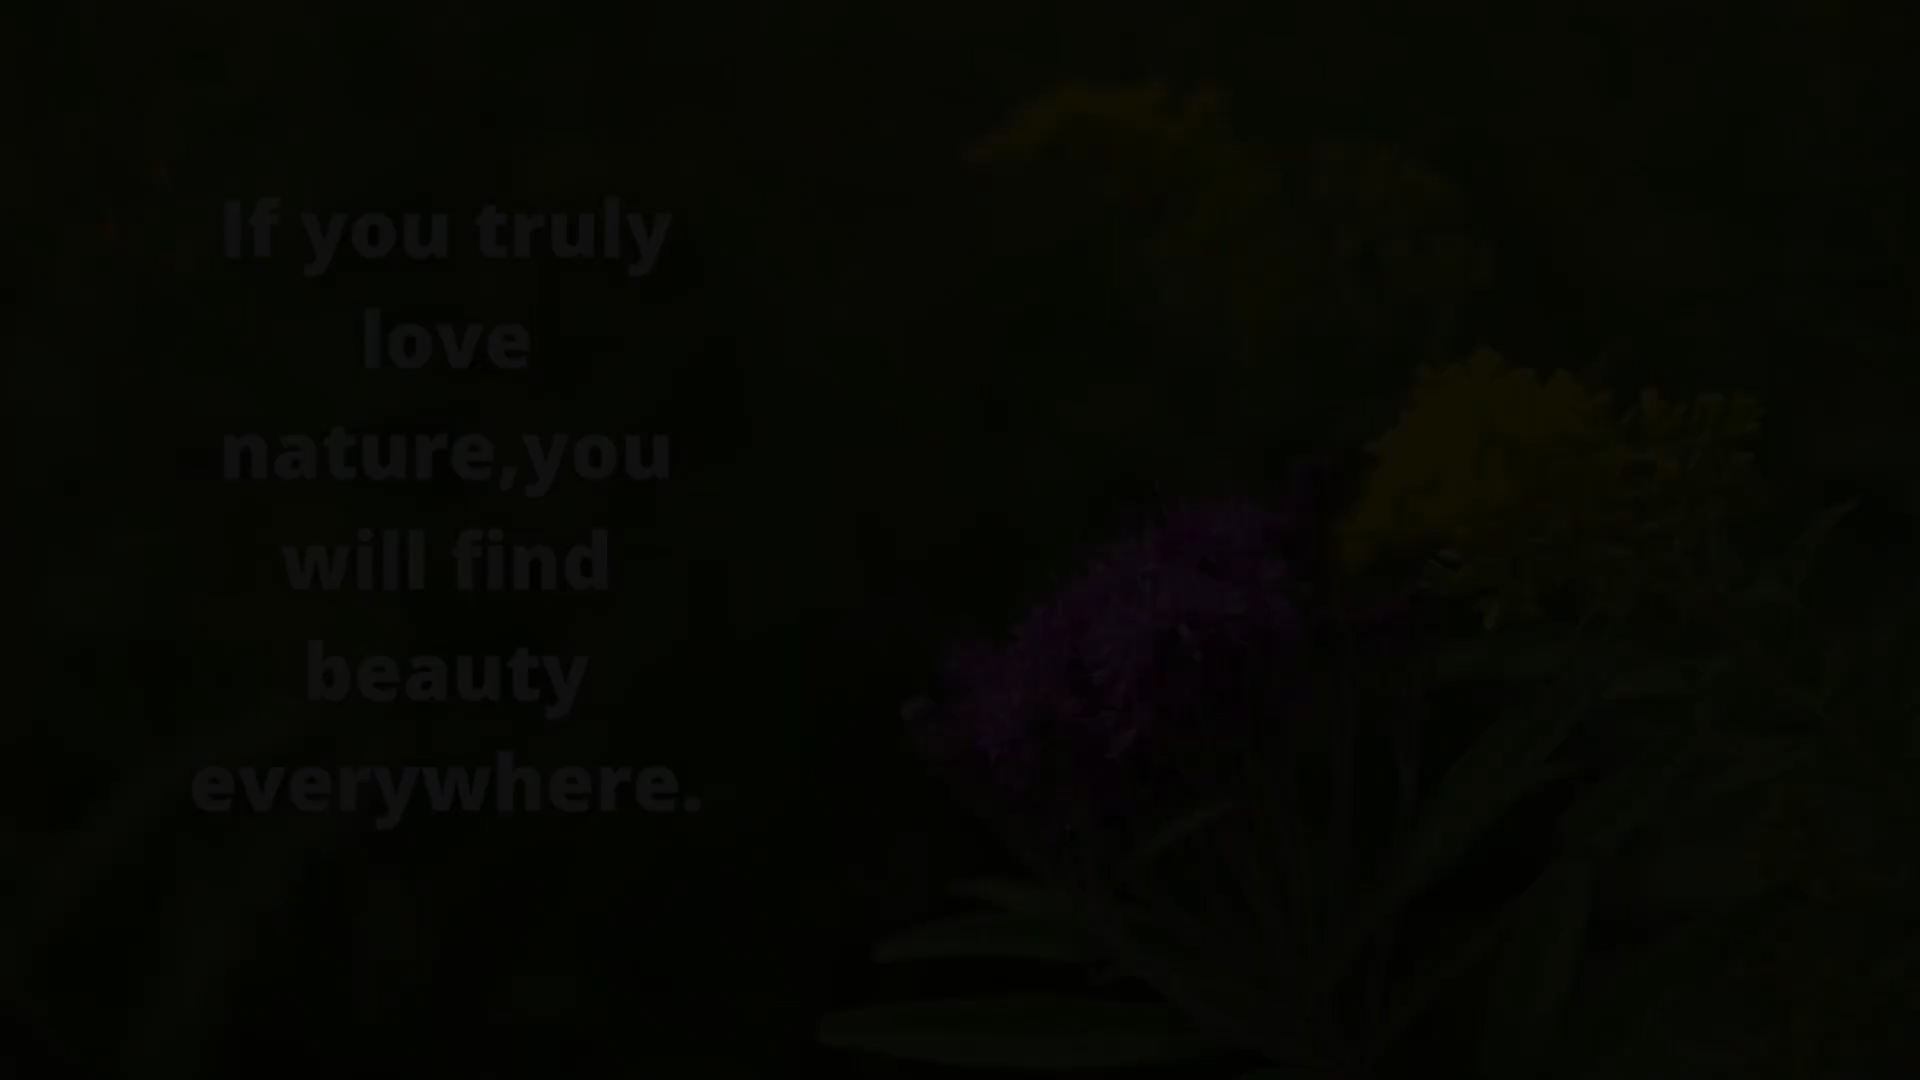 If you truly
love
nature,you
will find
beauty
everywhere.